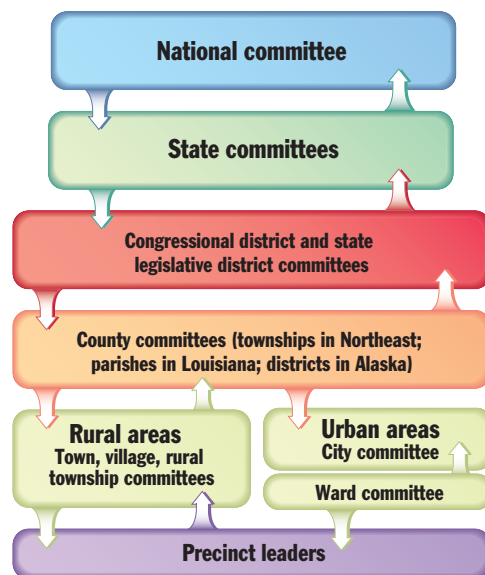 National committee
State committees
Congressional district and state
legislative district committees
County committees (townships in Northeast;
parishes in Louisiana; districts in Alaska)
Rural areas
Town, village, rural
township committees
Urban areas
City committee
Ward committee
Precinct leaders